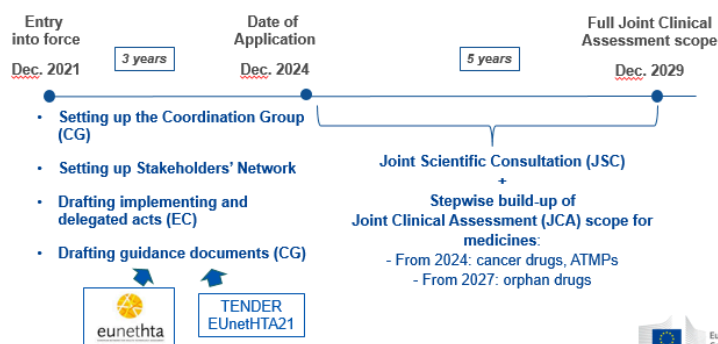 Entry
into force
Dec. 2021
3 years
Date of
Application
Dec. 2024
5 years
Full Joint Clinical
Assessment scope
Dec. 2029
• Setting up the Coordination Group
(CG)
• Setting up Stakeholders' Network
• Drafting implementing and
delegated acts (EC)
• Drafting guidance documents (CG)
eunethta
TENDER
EUnetHTA21
Joint Scientific Consultation (JSC)
+
Stepwise build-up of
Joint Clinical Assessment (JCA) scope for
medicines:
- From 2024: cancer drugs, ATMPs
- From 2027: orphan drugs